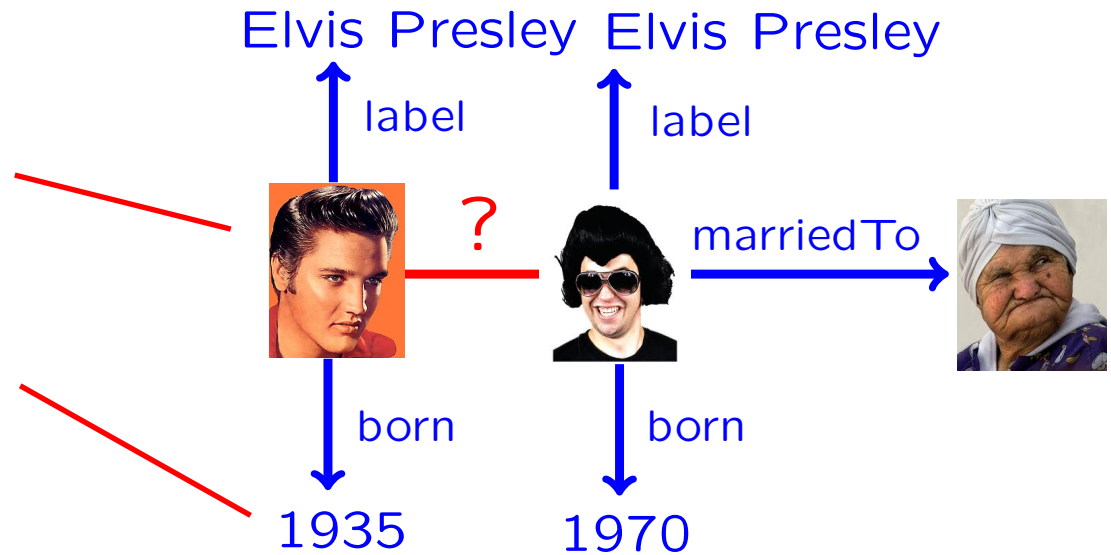 Elvis Presley Elvis Presley
label label
?
marriedTo
born born
1935 1970